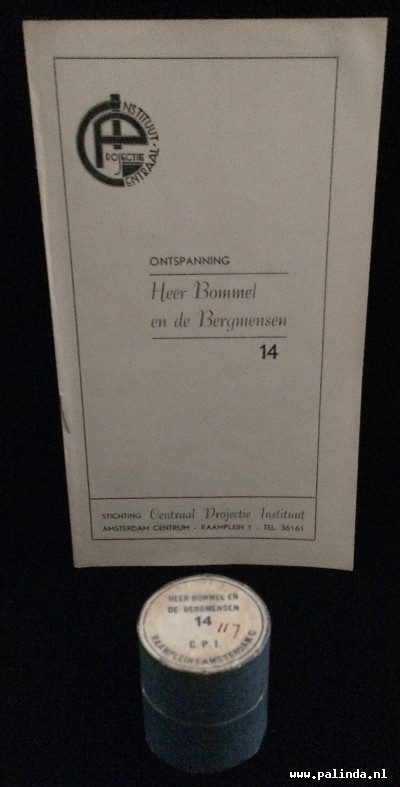 CENTRAAL
PROJECTIE
INSTITUUT
ONTSPANNING
Heer Bommel
en de Bergmensen
14
STICHTING Centraal Projectie Instituut
AMSTERDAM CENTRUM - RAAMPLEIN 1 - TEL. 36161
HEER BOMMEL EN
DE BERGMENSEN
14 117
C. P. I.
RAAMPLEIN 1 AMSTERDAM C
www.palinda.nl